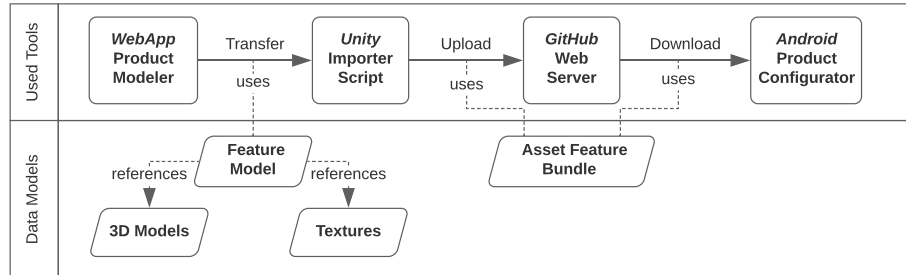 Used Tools
WebApp
Product
Modeler
Transfer
uses
Unity
Importer
Script
Upload
uses
GitHub
Web
Server
Download
uses
Android
Product
Configurator
Data Models
Feature
Model
references
references
3D Models
Textures
Asset Feature
Bundle